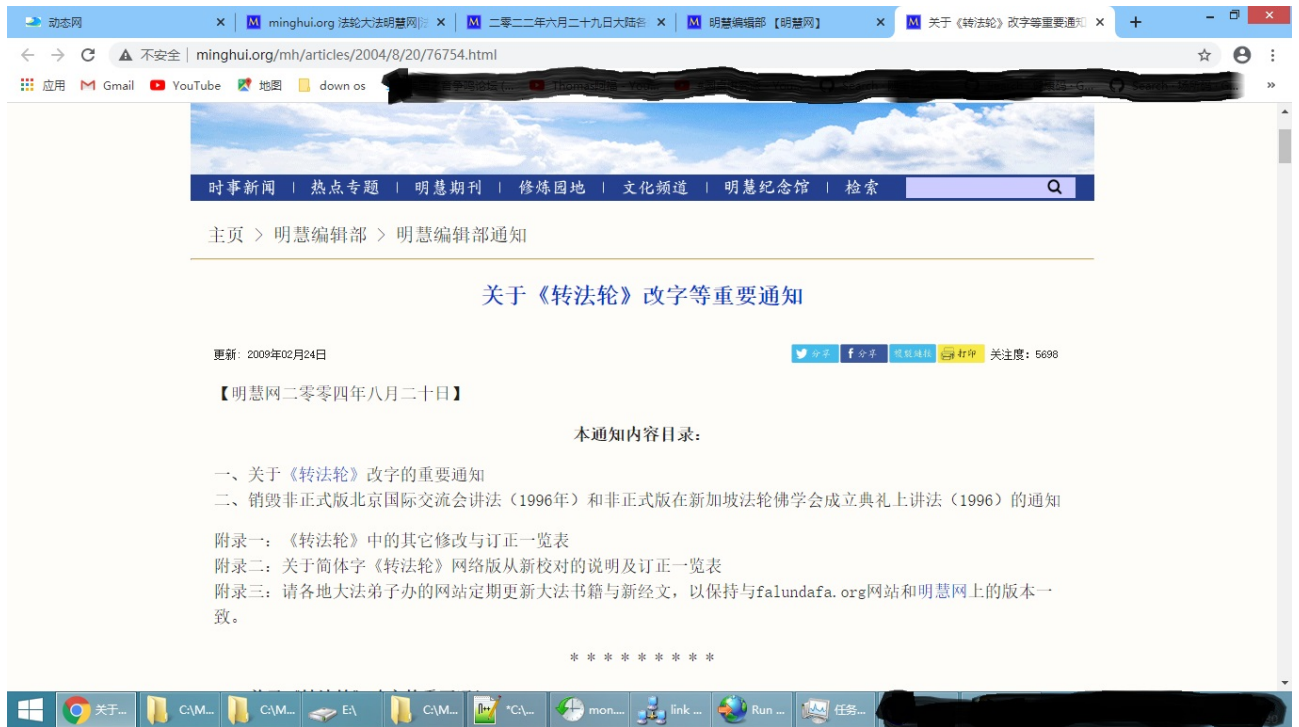 动态网
minghui.org 法轮大法明慧网
二零二二年六月二十九日大陆各
明慧编辑部 【明慧网】
关于《转法轮》改字等重要通知
不安全 | minghui.org/mh/articles/2004/8/20/76754.html
应用 Gmail YouTube 地图 down os
时事新闻 | 热点专题 | 明慧期刊 | 修炼园地 | 文化频道 | 明慧纪念馆 | 检索
主页 > 明慧编辑部 > 明慧编辑部通知
关于《转法轮》改字等重要通知
更新: 2009年02月24日
分享 分享 打印 关注度: 5698
【明慧网二零零四年八月二十日】
本通知内容目录:
一、关于《转法轮》改字的重要通知
二、销毁非正式版北京国际交流会讲法（1996年）和非正式版在新加坡法轮佛学会成立典礼上讲法（1996）的通知
附录一: 《转法轮》中的其它修改与订正一览表
附录二: 关于简体字《转法轮》网络版从新校对的说明及订正一览表
附录三: 请各地大法弟子办的网站定期更新大法书籍与新经文, 以保持与falundafa.org网站和明慧网上的版本一
致。
* * * * * * * * *
关于... C:\M... C:\M... E:\ C:\M... *C:\... mon.... link ... Run ... 任务...